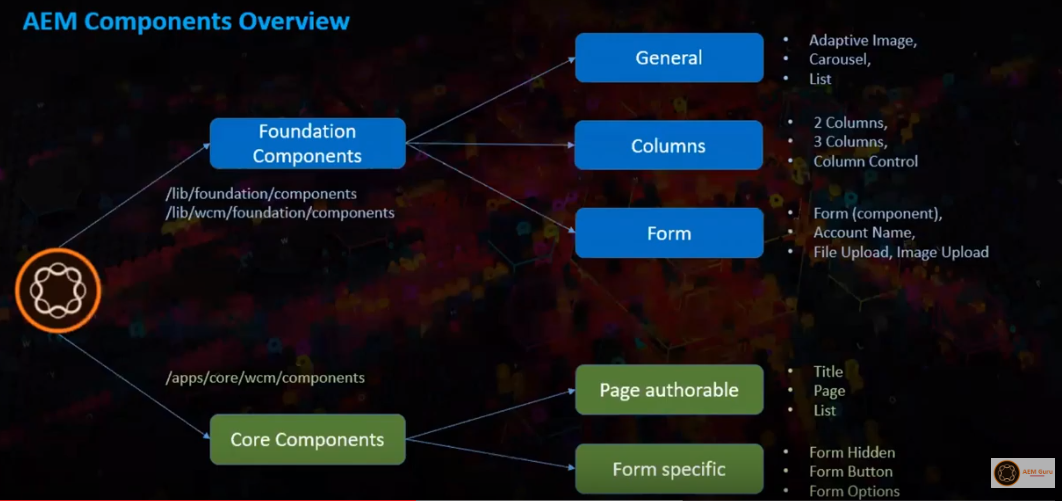 AEM Components Overview
General
Adaptive Image,
Carousel,
List
Foundation
Components
Columns
2 Columns,
3 Columns,
Column Control
/lib/foundation/components
/lib/wcm/foundation/components
Form
Form (component),
Account Name,
File Upload, Image Upload
/apps/core/wcm/components
Core Components
Page authorable
Title
Page
List
Form specific
Form Hidden
Form Button
Form Options
AEM Guru